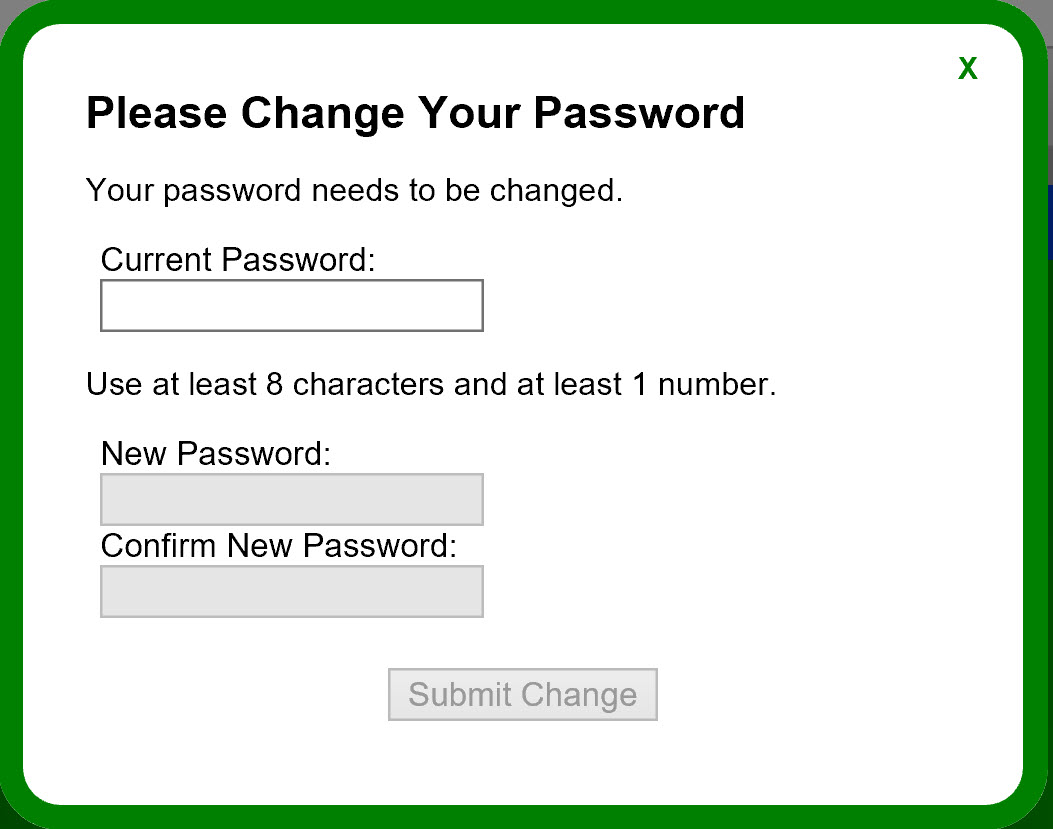 X
Please Change Your Password
Your password needs to be changed.
Current Password:
Use at least 8 characters and at least 1 number.
New Password:
Confirm New Password:
Submit Change